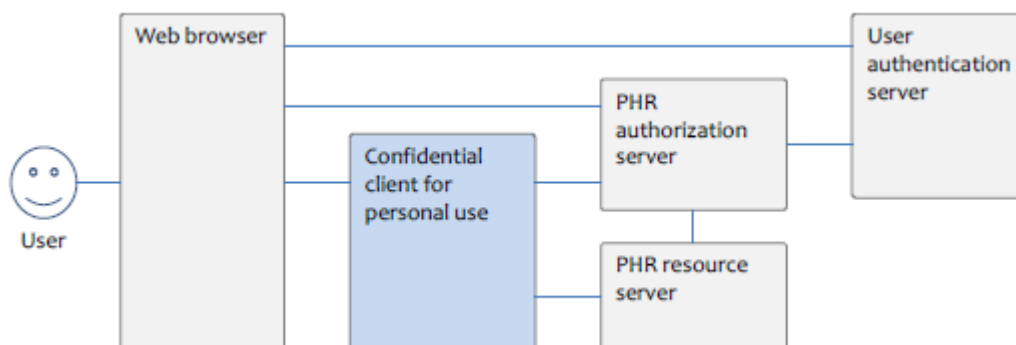 Web browser
User
authentication
server
PHR
authorization
server
Confidential
client for
personal use
User
PHR resource
server